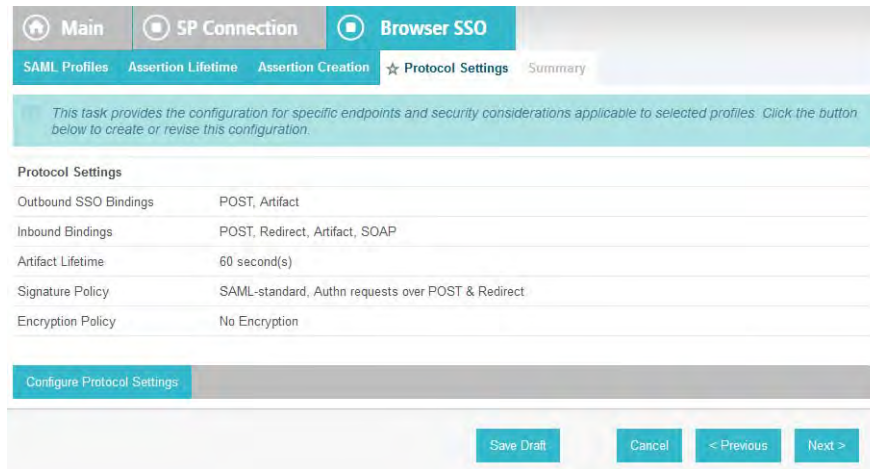 Main SP Connection Browser SSO
SAML Profiles Assertion Lifetime Assertion Creation Protocol Settings Summary
This task provides the configuration for specific endpoints and security considerations applicable to selected profiles. Click the button
below to create or revise this configuration.
Protocol Settings
Outbound SSO Bindings POST, Artifact
Inbound Bindings POST, Redirect, Artifact, SOAP
Artifact Lifetime 60 second(s)
Signature Policy SAML-standard, Authn requests over POST & Redirect
Encryption Policy No Encryption
Configure Protocol Settings
Save Draft Cancel < Previous Next >